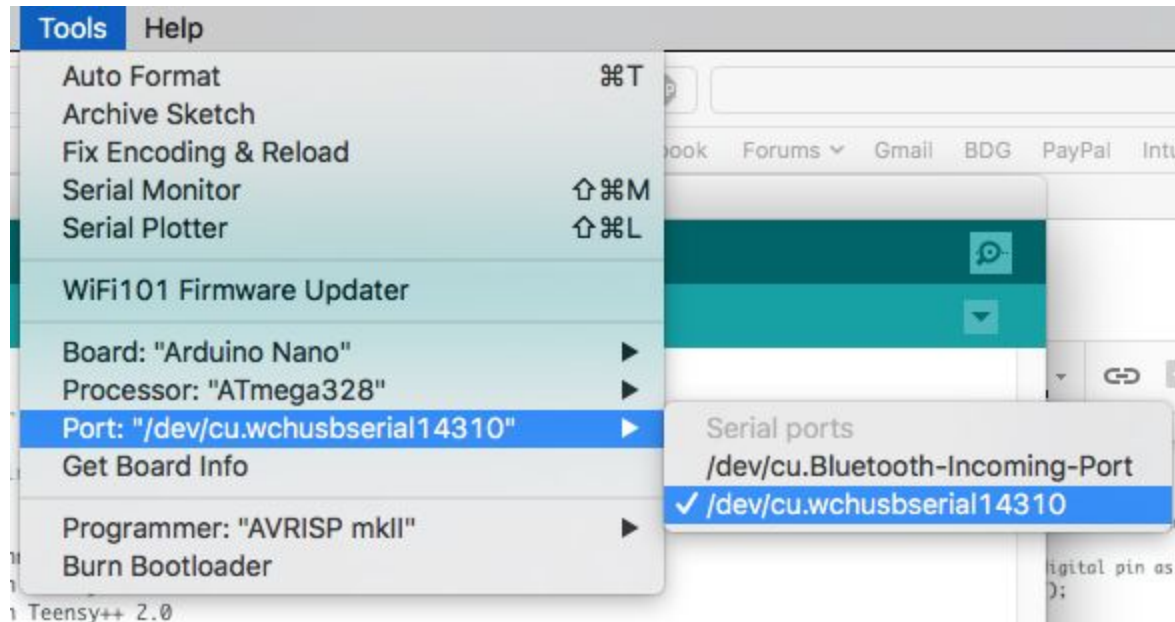 Tools Help
Auto Format ⌘T
Archive Sketch
Fix Encoding & Reload
Serial Monitor ⇧⌘M
Serial Plotter ⇧⌘L
WiFi101 Firmware Updater
Board: "Arduino Nano"
Processor: "ATmega328"
Port: "/dev/cu.wchusbserial14310"
Get Board Info
Programmer: "AVRISP mkII"
Burn Bootloader
Serial ports
/dev/cu.Bluetooth-Incoming-Port
✓ /dev/cu.wchusbserial14310
Forums Gmail BDG PayPal
digital pin as
);
Teensy++ 2.0